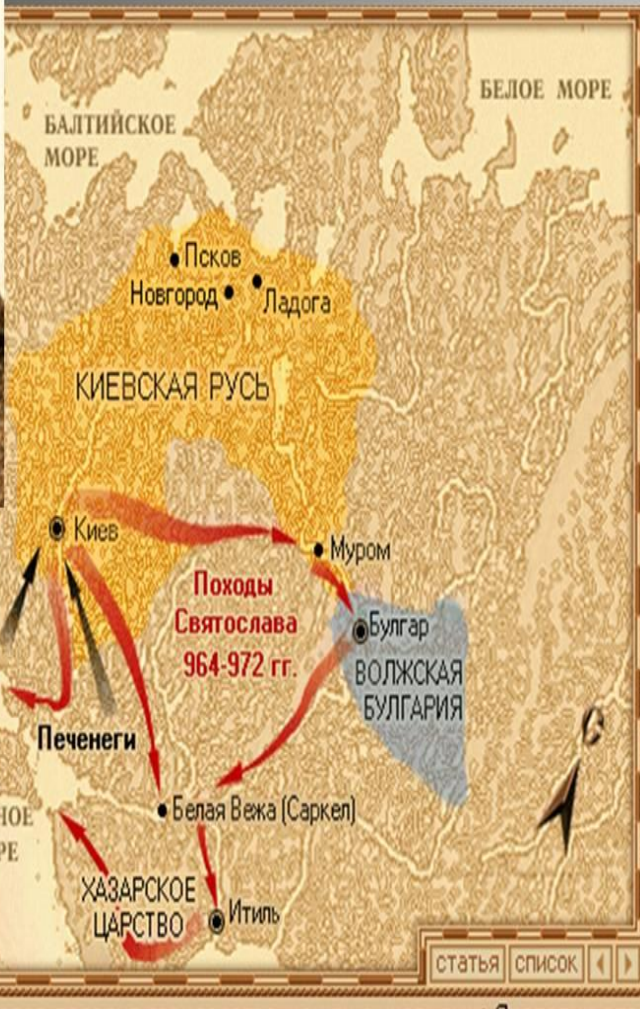 БЕЛОЕ МОРЕ
БАЛТИЙСКОЕ
МОРЕ
Псков
Новгород
Ладога
КИЕВСКАЯ РУСЬ
Киев
Муром
Походы
Святослава
964-972 гг.
Булгар
ВОЛЖСКАЯ
БУЛГАРИЯ
Печенеги
С
Белая Вежа (Саркел)
НОЕ
РЕ
ХАЗАРСКОЕ
ЦАРСТВО
Итиль
статья список